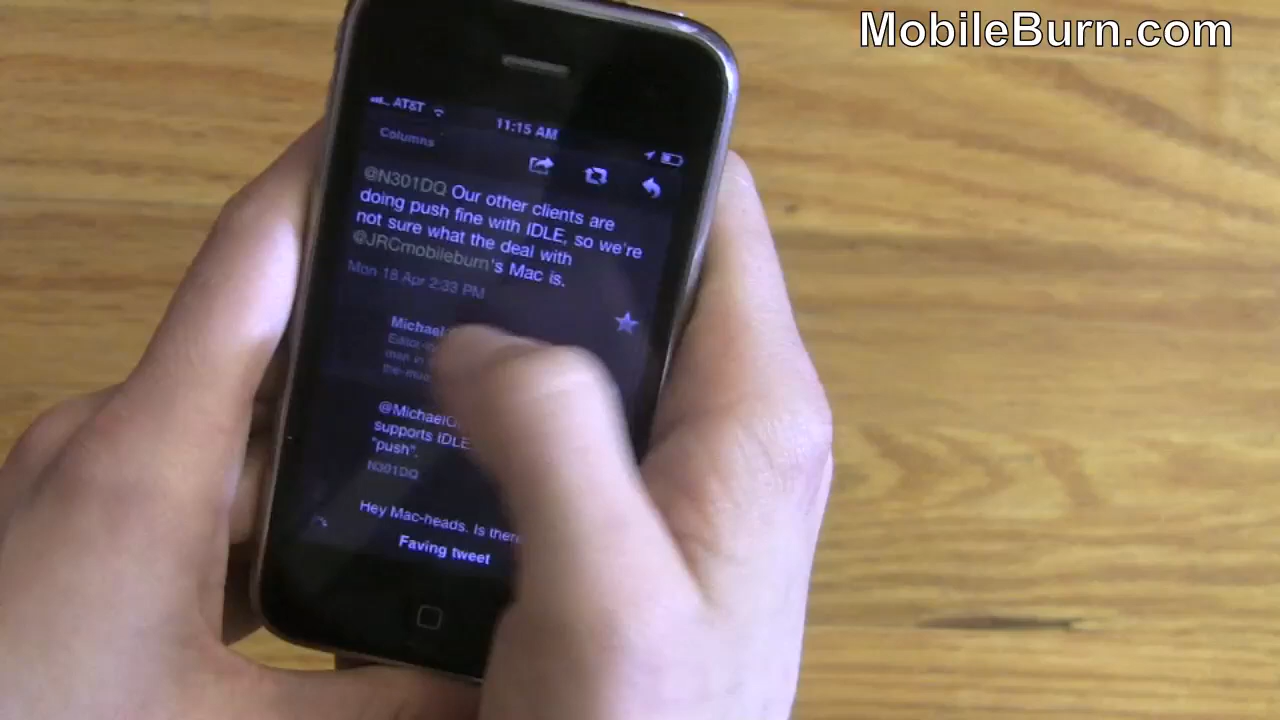 MobileBurn.com
AT&T
11:15 AM
Columns
@N301DQ Our other clients are
doing push fine with IDLE, so we're
not sure what the deal with
@JRCmobileburn's Mac is.
Mon 18 Apr 2:33 PM
Michael
men in
supports IDLE
"push".
N301DQ
Hey Mac-heads. Is there
Faving tweet